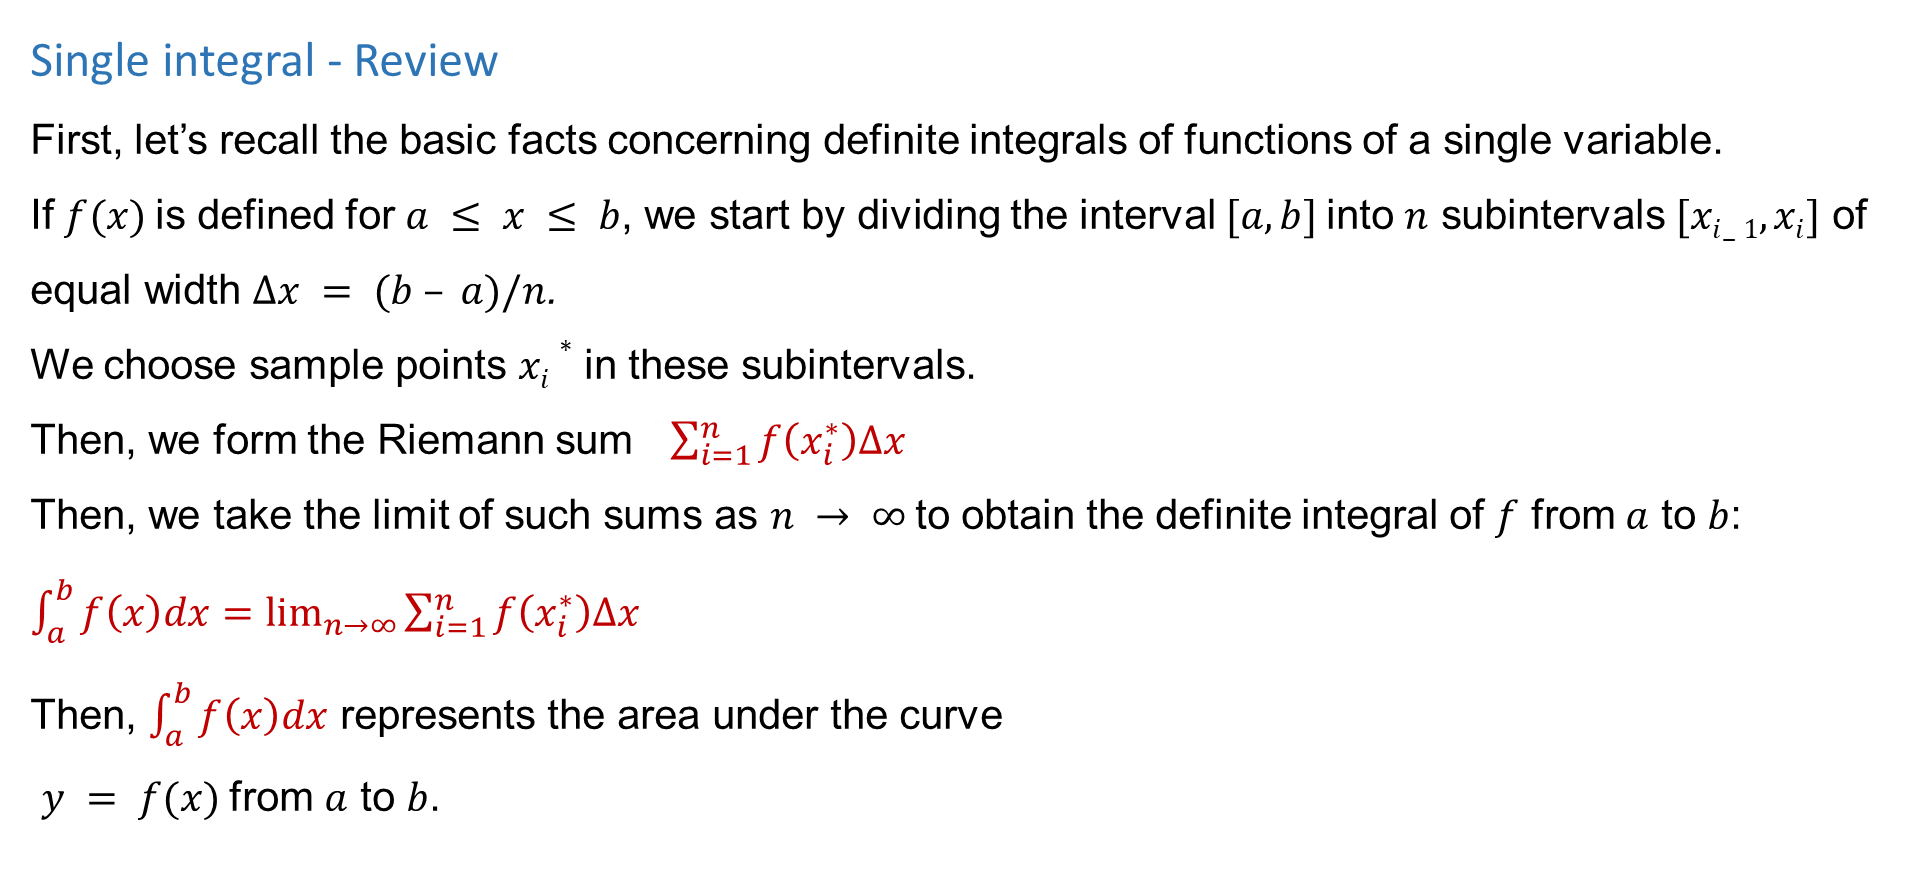 Single integral - Review
First, let’s recall the basic facts concerning definite integrals of functions of a single variable.
If f(x) is defined for a ≤ x ≤ b, we start by dividing the interval [a, b] into n subintervals [x_{i– 1}, x_i] of
equal width Δx = (b – a)/n.
We choose sample points x_i^* in these subintervals.
Then, we form the Riemann sum ∑_{i=1}^{n} f(x_i^*)Δx
Then, we take the limit of such sums as n → ∞ to obtain the definite integral of f from a to b:
∫_a^b f(x)dx = lim_{n→∞} ∑_{i=1}^{n} f(x_i^*)Δx
Then, ∫_a^b f(x)dx represents the area under the curve
y = f(x) from a to b.